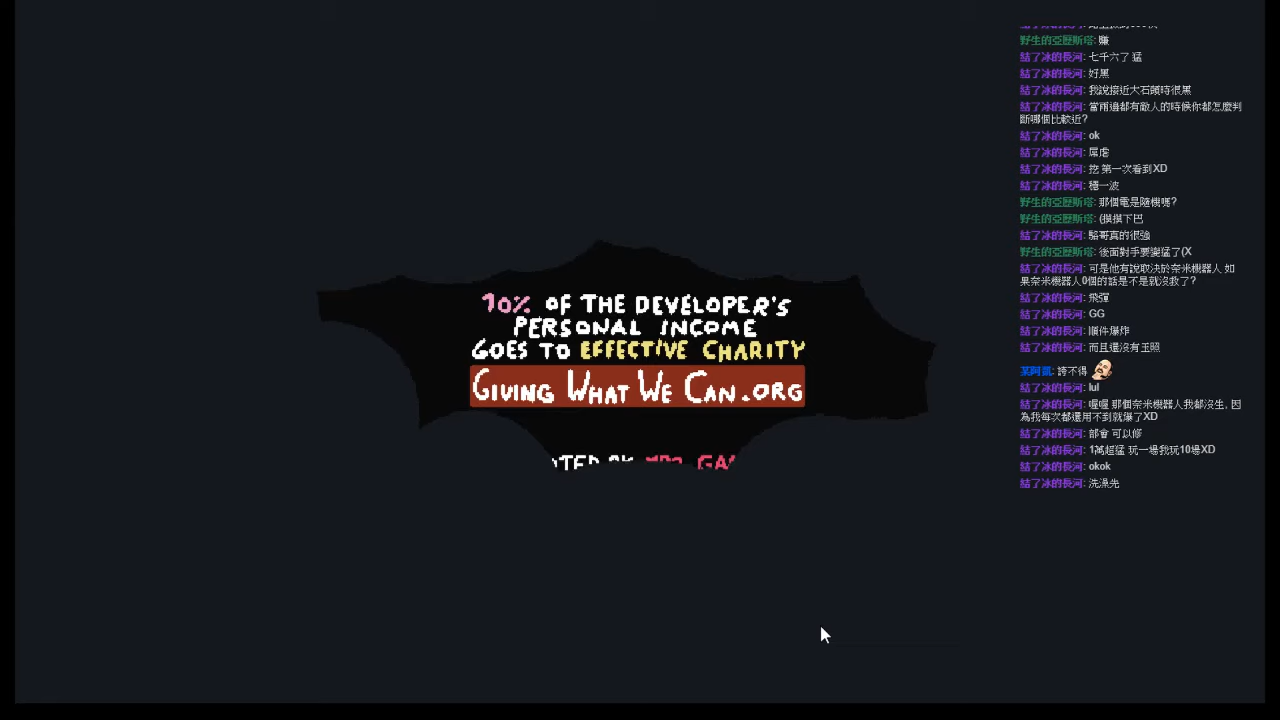 10% OF THE DEVELOPER'S
PERSONAL INCOME
GOES TO EFFECTIVE CHARITY
GIVING WHAT WE CAN.ORG
野生的亞歷斯塔: 嫌
結了冰的長河: 七千六了 猛
結了冰的長河: 好黑
結了冰的長河: 我說接近大石頭時很黑
結了冰的長河: 當兩邊都有敵人的時候你都怎麼判
斷哪個比較近?
結了冰的長河: ok
結了冰的長河: 屌虐
結了冰的長河: 挖 第一次看到XD
結了冰的長河: 穩一波
野生的亞歷斯塔: 那個電是隨機嗎?
野生的亞歷斯塔: (摸摸下巴
結了冰的長河: 駱哥真的很強
野生的亞歷斯塔: 後面對手要變猛了(X
結了冰的長河: 可是他有說取決於奈米機器人 如
果奈米機器人0個的話是不是就沒救了?
結了冰的長河: 飛彈
結了冰的長河: GG
結了冰的長河: 順件爆炸
結了冰的長河: 而且還沒有玉照
誇不得
結了冰的長河: lul
結了冰的長河: 喔喔 那個奈米機器人我都沒生, 因
為我每次都還用不到就爆了XD
結了冰的長河: 部會 可以修
結了冰的長河: 1萬超猛 玩一場我玩10場XD
結了冰的長河: okok
結了冰的長河: 洗澡先